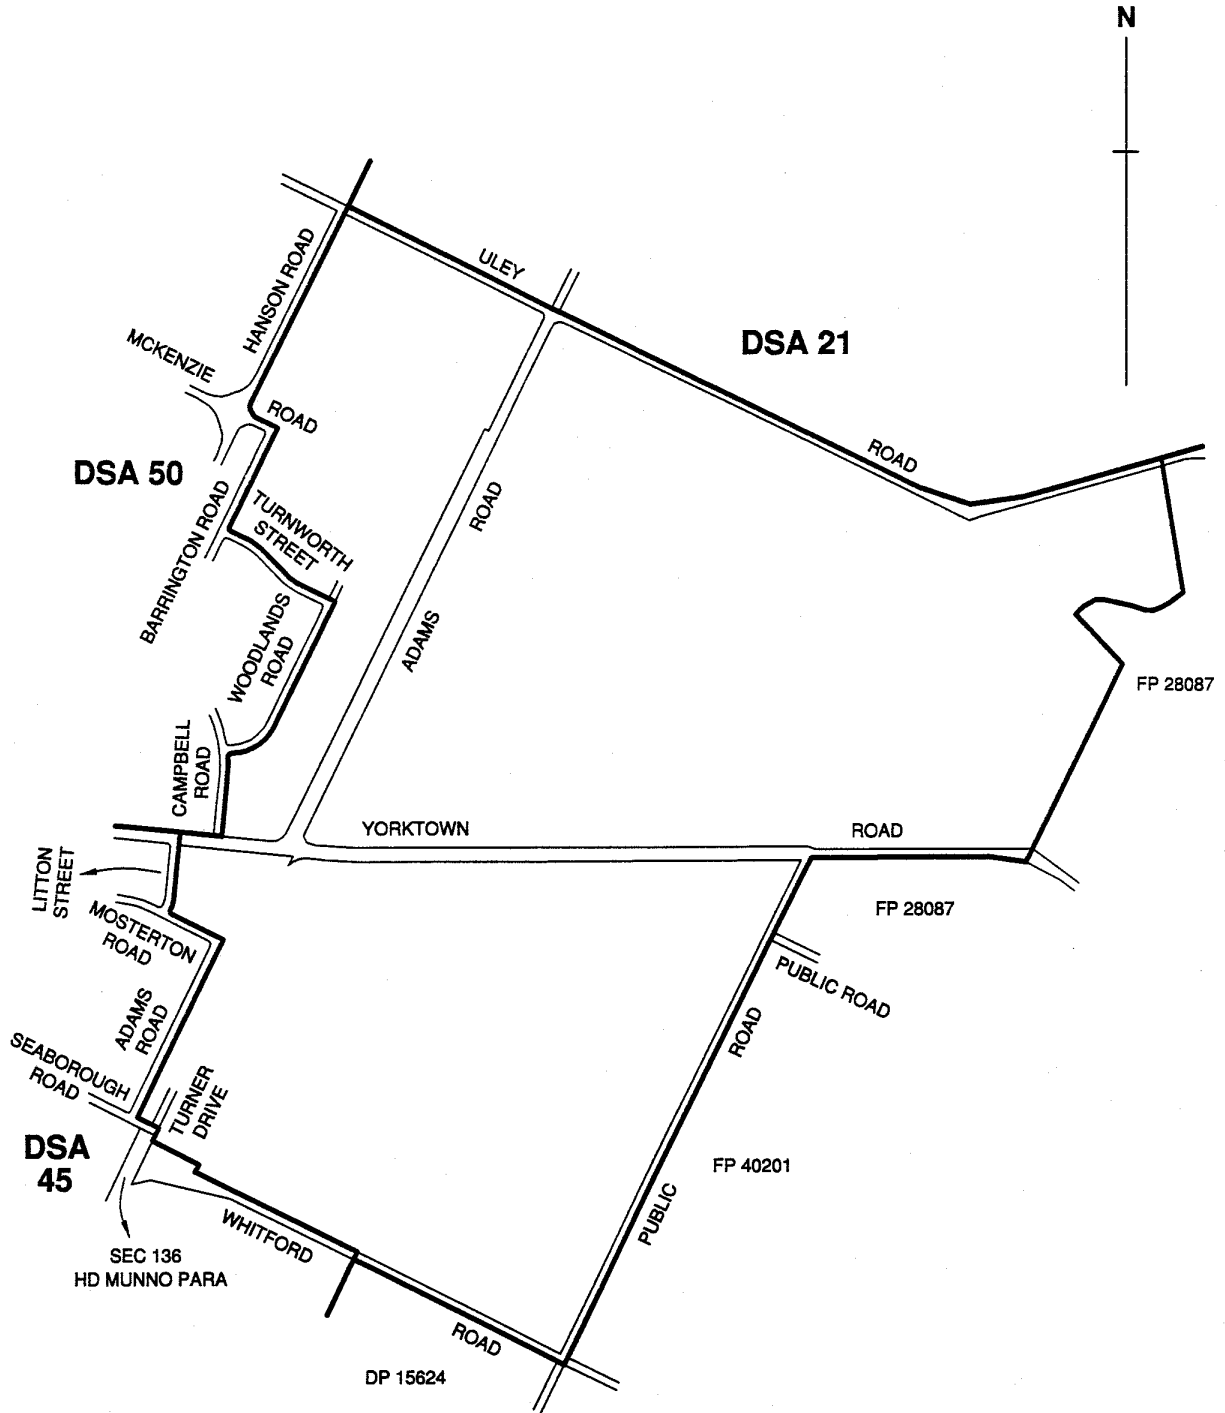 N
ULEY
HANSON ROAD
MCKENZIE
DSA 21
ROAD
ROAD
DSA 50
TURNWORTH
STREET
ROAD
BARRINGTON ROAD
WOODLANDS
ROAD
ADAMS
FP 28087
CAMPBELL
ROAD
YORKTOWN
ROAD
LITTON
STREET
MOSTERTON
ROAD
FP 28087
PUBLIC ROAD
ADAMS
ROAD
ROAD
SEABOROUGH
ROAD
TURNER
DRIVE
DSA
45
FP 40201
PUBLIC
WHITFORD
SEC 136
HD MUNNO PARA
ROAD
DP 15624